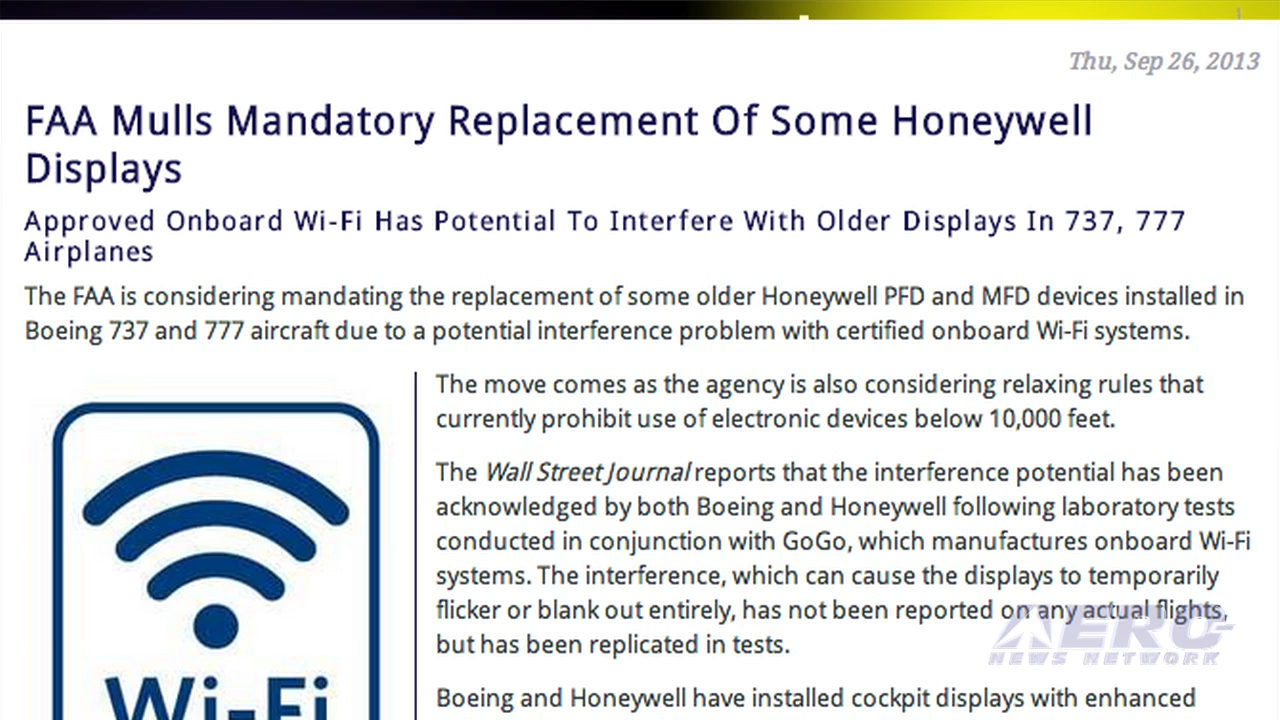 Thu, Sep 26, 2013
FAA Mulls Mandatory Replacement Of Some Honeywell
Displays
Approved Onboard Wi-Fi Has Potential To Interfere With Older Displays In 737, 777
Airplanes
The FAA is considering mandating the replacement of some older Honeywell PFD and MFD devices installed in
Boeing 737 and 777 aircraft due to a potential interference problem with certified onboard Wi-Fi systems.
The move comes as the agency is also considering relaxing rules that
currently prohibit use of electronic devices below 10,000 feet.
The Wall Street Journal reports that the interference potential has been
acknowledged by both Boeing and Honeywell following laboratory tests
conducted in conjunction with GoGo, which manufactures onboard Wi-Fi
systems. The interference, which can cause the displays to temporarily
flicker or blank out entirely, has not been reported on any actual flights,
but has been replicated in tests.
Boeing and Honeywell have installed cockpit displays with enhanced
Wi-Fi
AERO
NEWS NETWORK